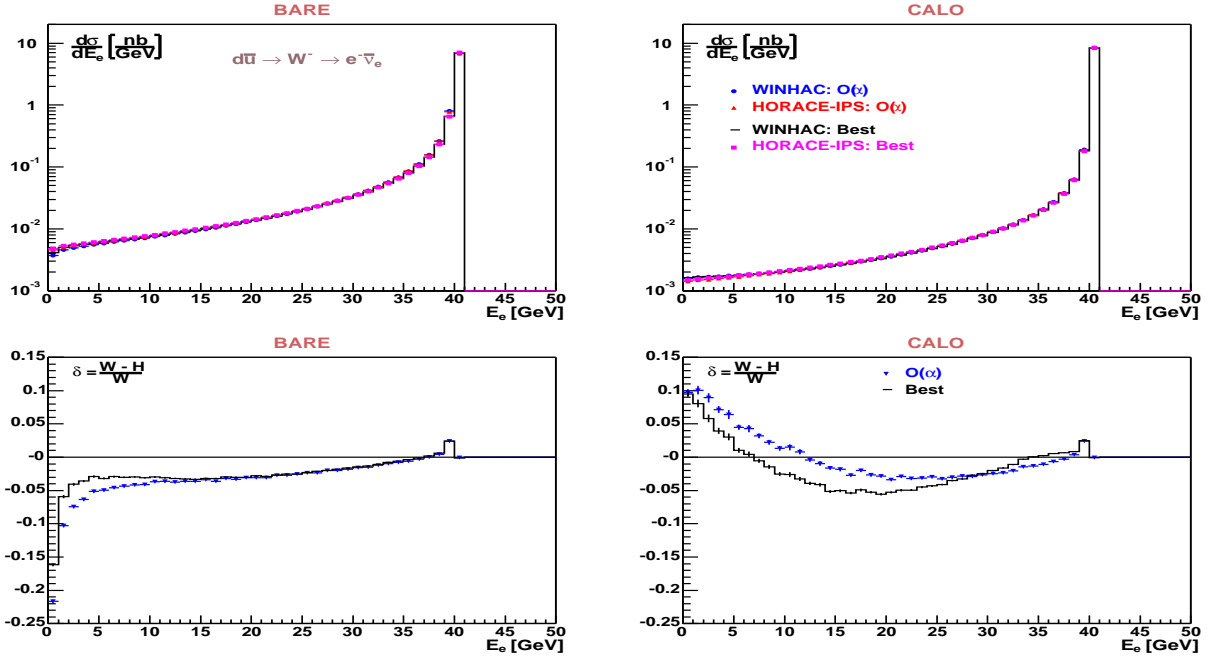 BARE
dσ/dE_e [nb/GeV]
dū → W⁻ → e⁻ν̄_e
10
1
10⁻¹
10⁻²
10⁻³
0 5 10 15 20 25 30 35 40 45 50
E_e [GeV]
CALO
dσ/dE_e [nb/GeV]
WINHAC: O(α)
HORACE-IPS: O(α)
WINHAC: Best
HORACE-IPS: Best
10
1
10⁻¹
10⁻²
10⁻³
0 5 10 15 20 25 30 35 40 45 50
E_e [GeV]
BARE
δ = W - H/W
0.15
0.1
0.05
-0
-0.05
-0.1
-0.15
-0.2
-0.25
0 5 10 15 20 25 30 35 40 45 50
E_e [GeV]
CALO
δ = W - H/W
O(α)
Best
0.15
0.1
0.05
-0
-0.05
-0.1
-0.15
-0.2
-0.25
0 5 10 15 20 25 30 35 40 45 50
E_e [GeV]